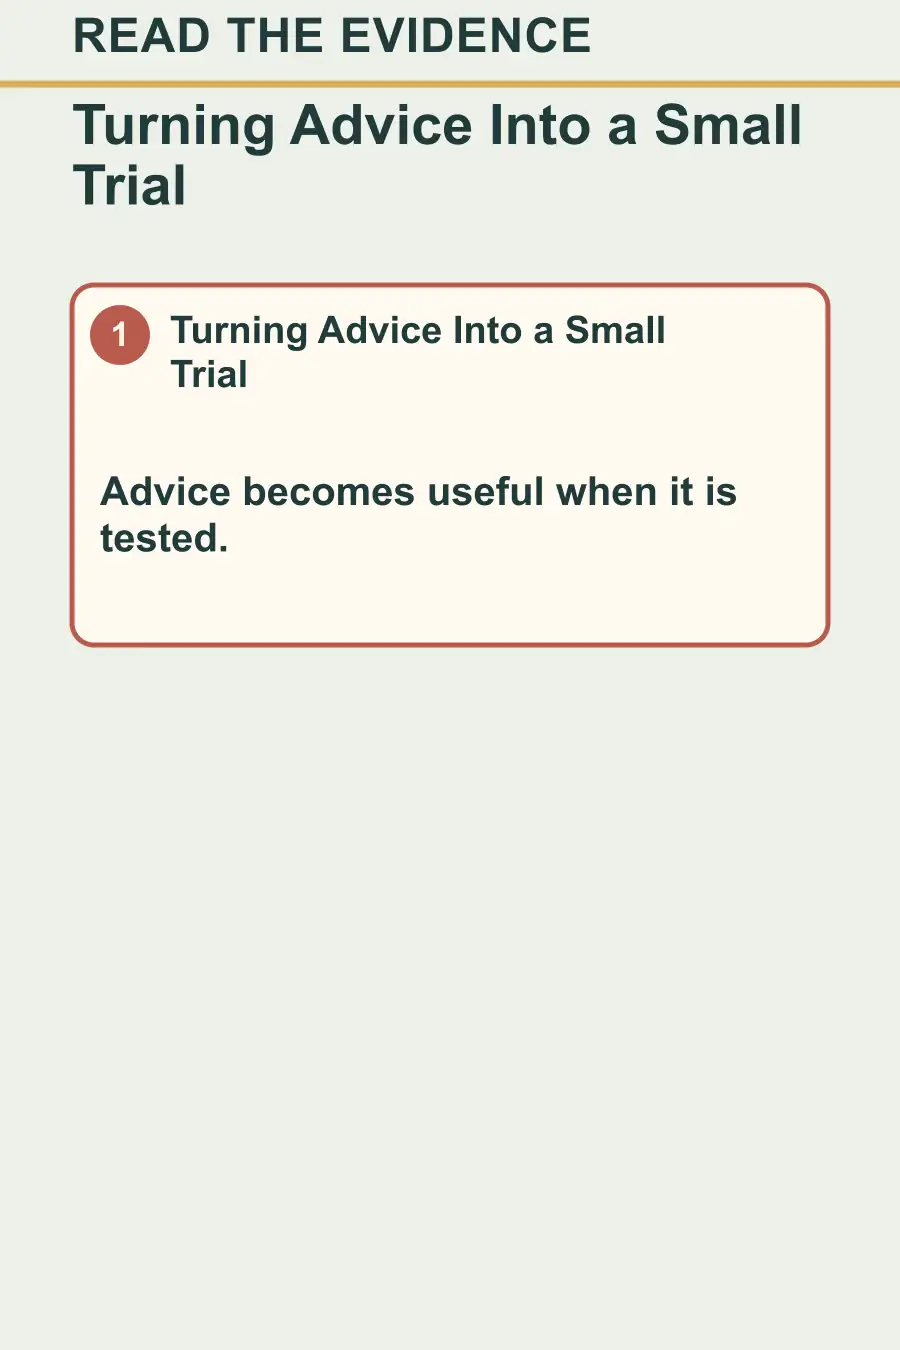 READ THE EVIDENCE
Turning Advice Into a Small
Trial
1
Turning Advice Into a Small
Trial
Advice becomes useful when it is
tested.